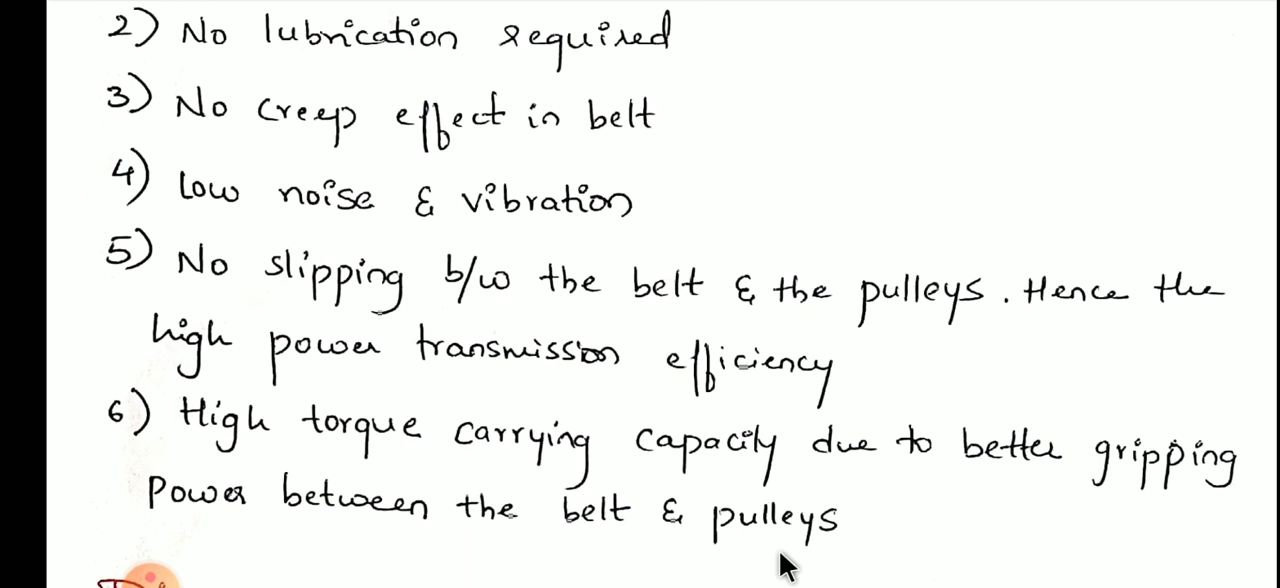 2) No lubrication required
3) No creep effect in belt
4) Low noise & vibration
5) No slipping b/w the belt & the pulleys. Hence the
high power transmission efficiency
6) High torque carrying capacity due to better gripping
Power between the belt & pulleys